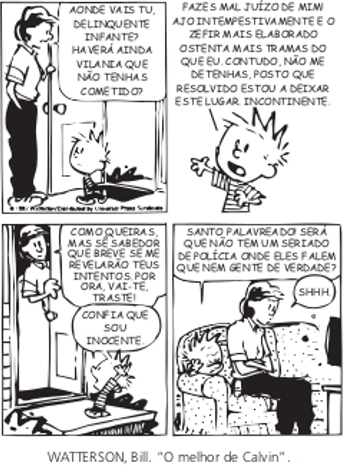 AONDE VAIS TU,
DELINQUENTE
INFANTE?
HAVERÁ AINDA
VILANIA QUE
NÃO TENHAS
COMETIDO?
FAZES MAL JUÍZO DE MIM!
AJO INTEMPESTIVAMENTE E O
ZEFIR MAIS ELABORADO
OSTENTA MAIS TRAMAS DO
QUE EU. CONTUDO, NÃO ME
DETENHAS, POSTO QUE
RESOLVIDO ESTOU A DEIXAR
ESTE LUGAR INCONTINENTE.
Watterson/Distributed by Universal Press Syndicate
COMO QUEIRAS,
MAS SÊ SABEDOR
QUE BREVE SE ME
REVELARÃO TEUS
INTENTOS. POR
ORA, VAI-TE,
TRASTE!
CONFIA QUE
SOU
INOCENTE.
SANTO PALAVREADO! SERÁ
QUE NÃO TEM UM SERIADO
DE POLÍCIA ONDE ELES FALEM
QUE NEM GENTE DE VERDADE?
SHHH
WATTERSON, Bill. "O melhor de Calvin".